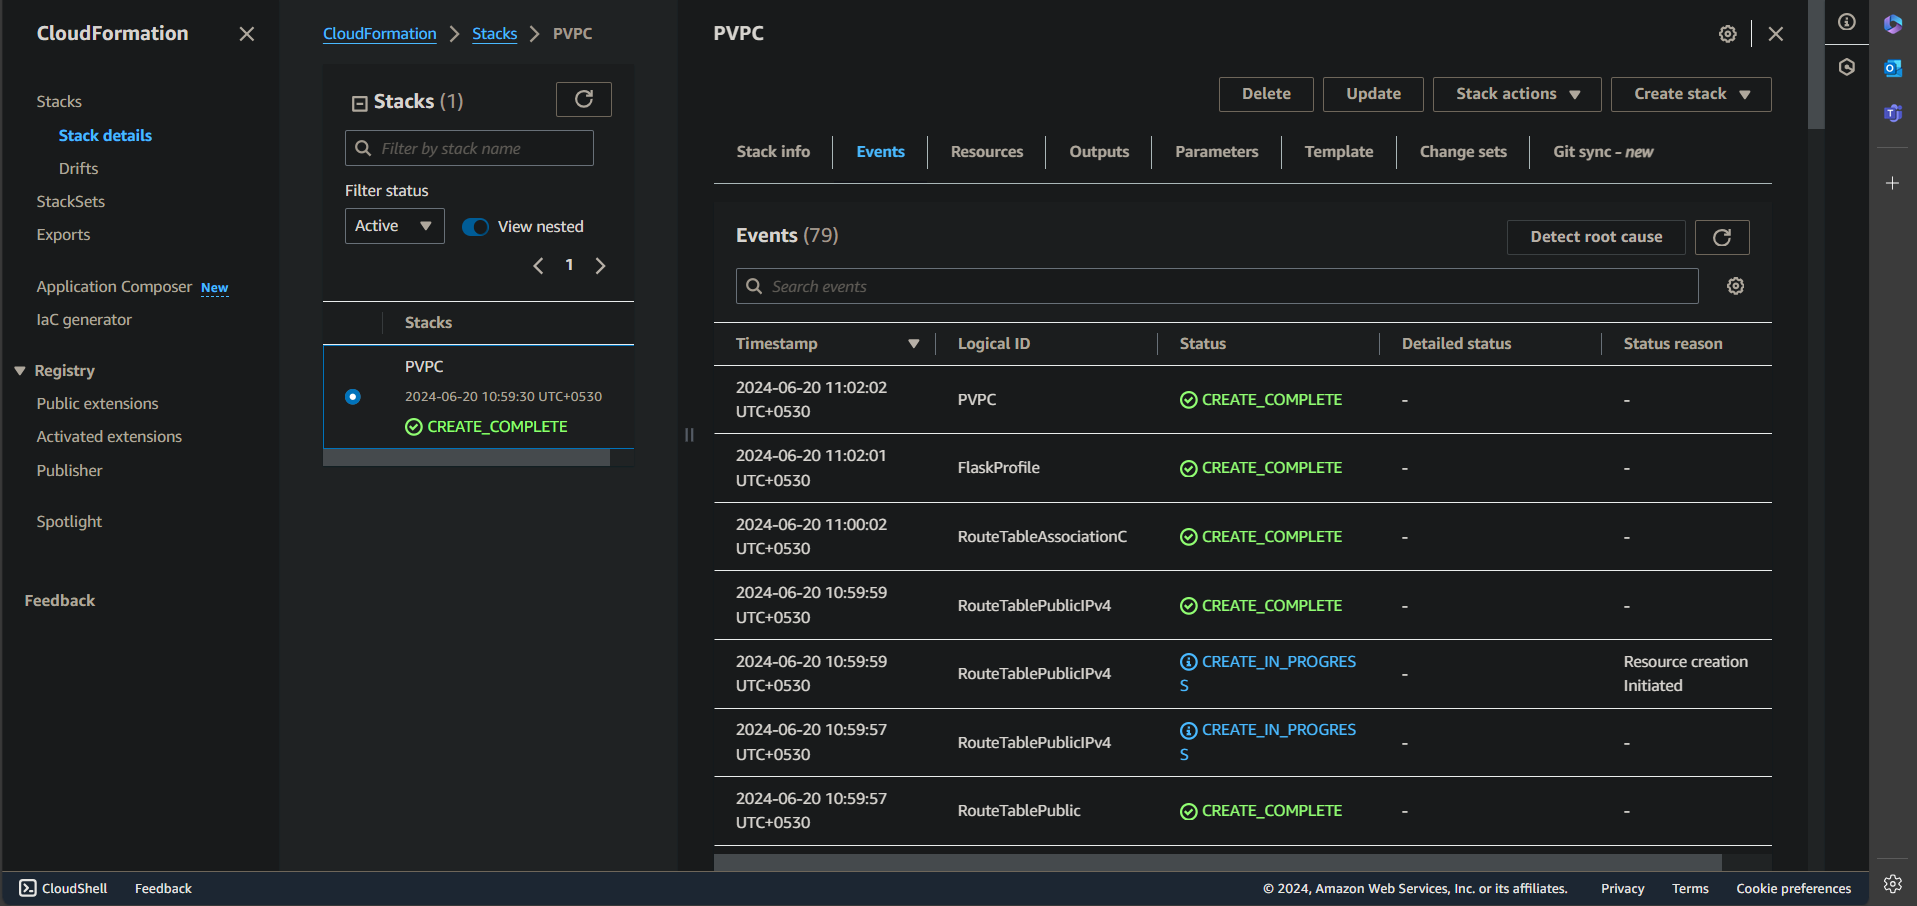 CloudFormation
Stacks
Stack details
Drifts
StackSets
Exports
Application Composer New
IaC generator
Registry
Public extensions
Activated extensions
Publisher
Spotlight
Feedback
CloudFormation > Stacks > PVPC
Stacks (1)
Filter by stack name
Filter status
Active
View nested
1
Stacks
PVPC
2024-06-20 10:59:30 UTC+0530
CREATE_COMPLETE
PVPC
Delete Update Stack actions Create stack
Stack info Events Resources Outputs Parameters Template Change sets Git sync - new
Events (79)
Detect root cause
Search events
Timestamp Logical ID Status Detailed status Status reason
2024-06-20 11:02:02
UTC+0530
PVPC
CREATE_COMPLETE
-
-
2024-06-20 11:02:01
UTC+0530
FlaskProfile
CREATE_COMPLETE
-
-
2024-06-20 11:00:02
UTC+0530
RouteTableAssociationC
CREATE_COMPLETE
-
-
2024-06-20 10:59:59
UTC+0530
RouteTablePublicIPv4
CREATE_COMPLETE
-
-
2024-06-20 10:59:59
UTC+0530
RouteTablePublicIPv4
CREATE_IN_PROGRES
S
-
Resource creation
Initiated
2024-06-20 10:59:57
UTC+0530
RouteTablePublicIPv4
CREATE_IN_PROGRES
S
-
-
2024-06-20 10:59:57
UTC+0530
RouteTablePublic
CREATE_COMPLETE
-
-
CloudShell Feedback
© 2024, Amazon Web Services, Inc. or its affiliates. Privacy Terms Cookie preferences